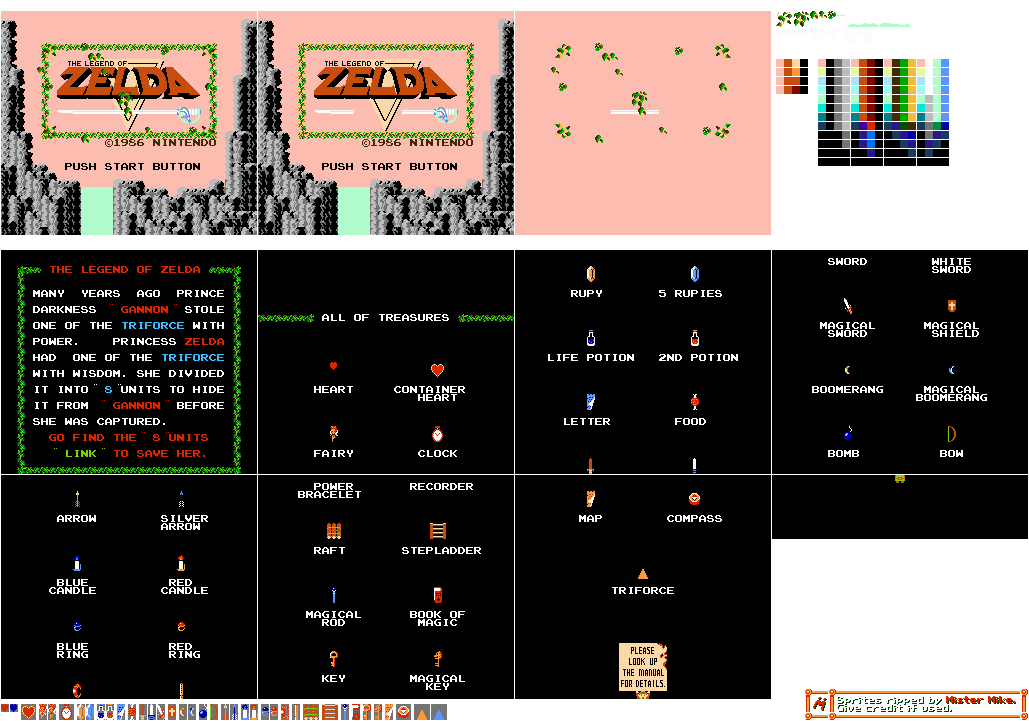 THE LEGEND OF
ZELDA
©1986 NINTENDO
PUSH START BUTTON
THE LEGEND OF
ZELDA
©1986 NINTENDO
PUSH START BUTTON
THE LEGEND OF ZELDA
MANY YEARS AGO PRINCE
DARKNESS "GANNON" STOLE
ONE OF THE TRIFORCE WITH
POWER. PRINCESS ZELDA
HAD ONE OF THE TRIFORCE
WITH WISDOM. SHE DIVIDED
IT INTO "8"UNITS TO HIDE
IT FROM "GANNON" BEFORE
SHE WAS CAPTURED.
GO FIND THE "8"UNITS
"LINK" TO SAVE HER.
ALL OF TREASURES
HEART
CONTAINER
HEART
FAIRY
CLOCK
RUPY
5 RUPIES
LIFE POTION
2ND POTION
LETTER
FOOD
SWORD
WHITE
SWORD
MAGICAL
SWORD
MAGICAL
SHIELD
BOOMERANG
MAGICAL
BOOMERANG
BOMB
BOW
ARROW
SILVER
ARROW
BLUE
CANDLE
RED
CANDLE
BLUE
RING
RED
RING
POWER
BRACELET
RECORDER
RAFT
STEPLADDER
MAGICAL
ROD
BOOK OF
MAGIC
KEY
MAGICAL
KEY
MAP
COMPASS
TRIFORCE
PLEASE
LOOK UP
THE MANUAL
FOR DETAILS.
Sprites ripped by Mister Mike.
Give credit if used.